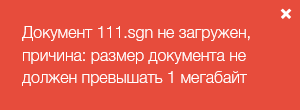 Документ 111.sgn не загружен,
причина: размер документа не
должен превышать 1 мегабайт